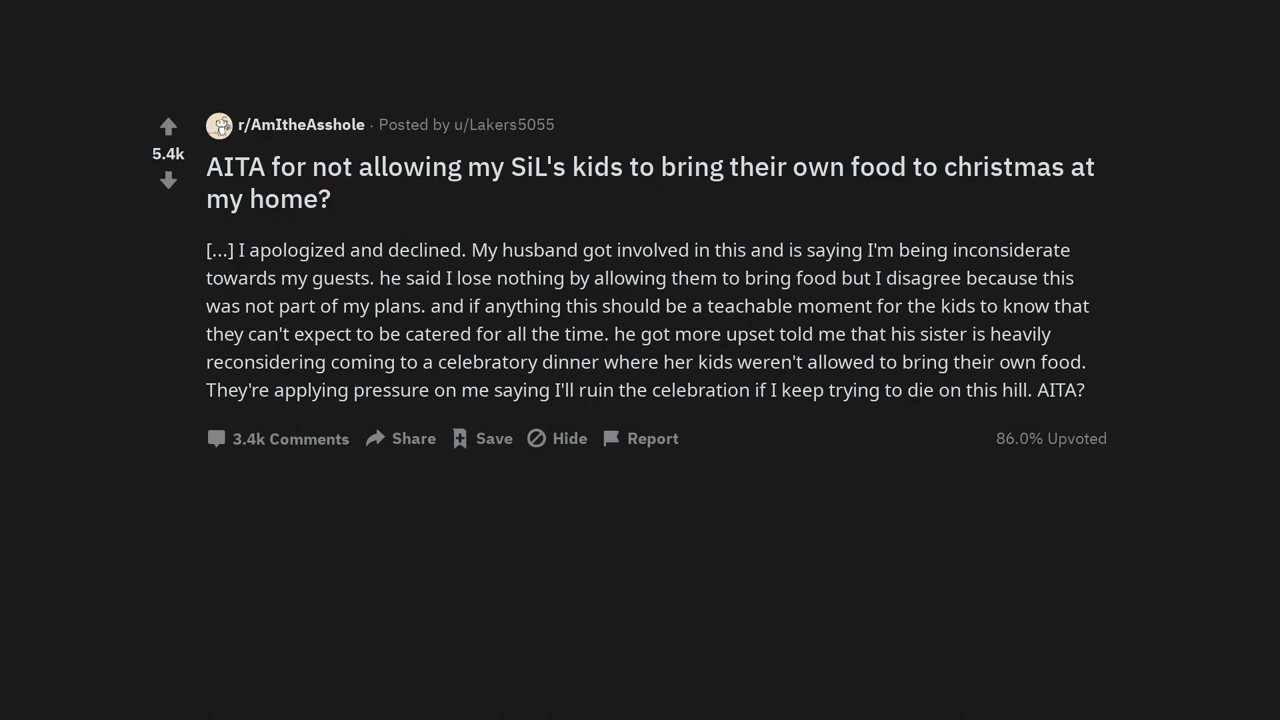 r/AmItheAsshole · Posted by u/Lakers5055
5.4k
AITA for not allowing my SiL's kids to bring their own food to christmas at
my home?
[...] I apologized and declined. My husband got involved in this and is saying I'm being inconsiderate
towards my guests. he said I lose nothing by allowing them to bring food but I disagree because this
was not part of my plans. and if anything this should be a teachable moment for the kids to know that
they can't expect to be catered for all the time. he got more upset told me that his sister is heavily
reconsidering coming to a celebratory dinner where her kids weren't allowed to bring their own food.
They're applying pressure on me saying I'll ruin the celebration if I keep trying to die on this hill. AITA?
3.4k Comments Share Save Hide Report 86.0% Upvoted